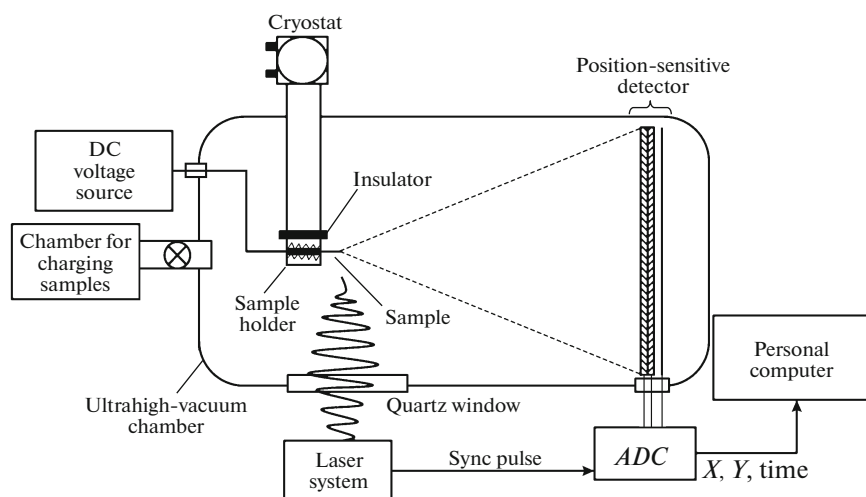 Cryostat
Position-sensitive
detector
DC
voltage
source
Insulator
Chamber for
charging
samples
Sample
holder
Sample
Personal
computer
Ultrahigh-vacuum
chamber
Quartz window
Laser
system
Sync pulse
ADC
X, Y, time